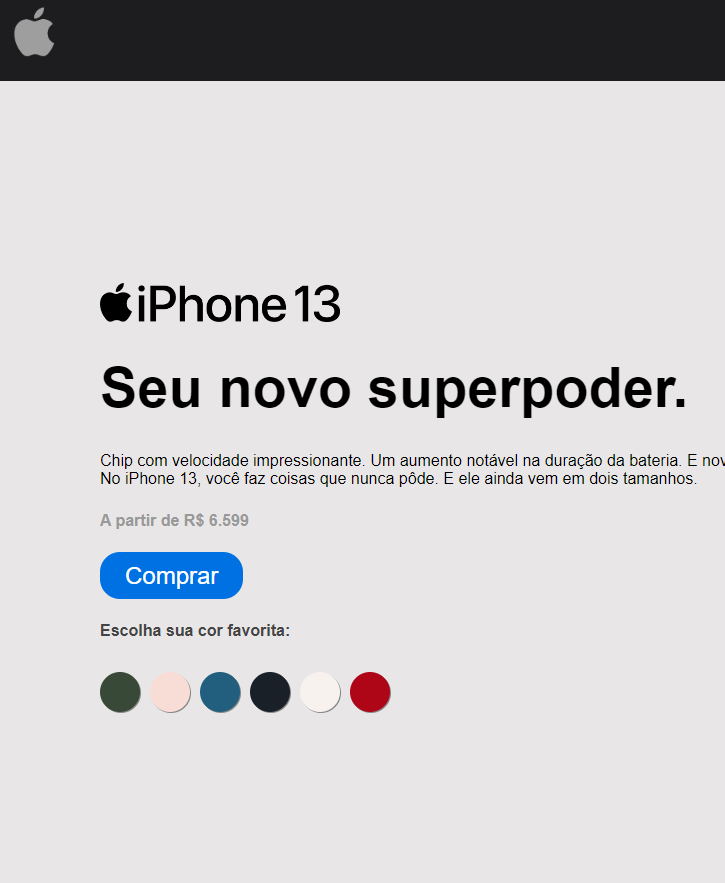 iPhone 13
Seu novo superpoder.
Chip com velocidade impressionante. Um aumento notável na duração da bateria. E
No iPhone 13, você faz coisas que nunca pôde. E ele ainda vem em dois tamanhos.
A partir de R$ 6.599
Comprar
Escolha sua cor favorita: